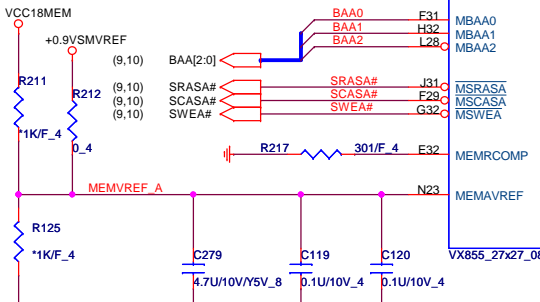 VCC18MEM
+0.9VSMVREF
BAA0 F31 MBAA0
BAA1 H32 MBAA1
BAA2 L28 MBAA2
(9,10) BAA[2:0]
R211
R212
(9,10) SRASA# SRASA# J31 MSRASA
(9,10) SCASA# SCASA# F29 MSCASA
(9,10) SWEA# SWEA# G32 MSWEA
*1K/F_4
0_4
R217 301/F_4 E32 MEMRCOMP
MEMVREF_A N23 MEMAVREF
R125
*1K/F_4
C279 C119 C120
4.7U/10V/Y5V_8 0.1U/10V_4 0.1U/10V_4
VX855_27x27_08